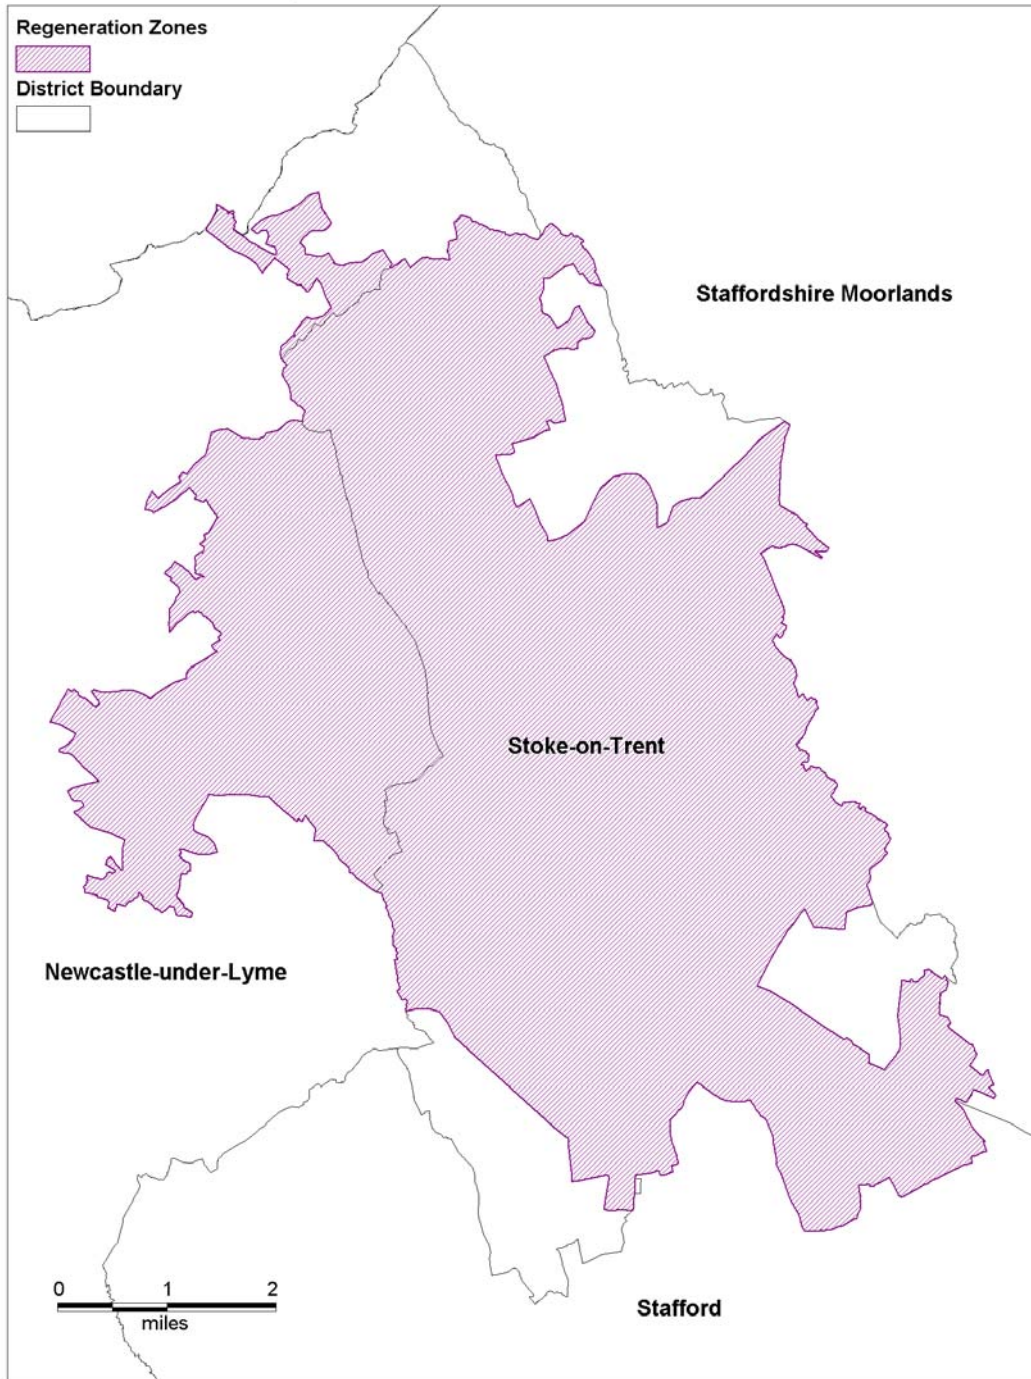 Regeneration Zones
District Boundary
Staffordshire Moorlands
Stoke-on-Trent
Newcastle-under-Lyme
0 1 2
miles
Stafford